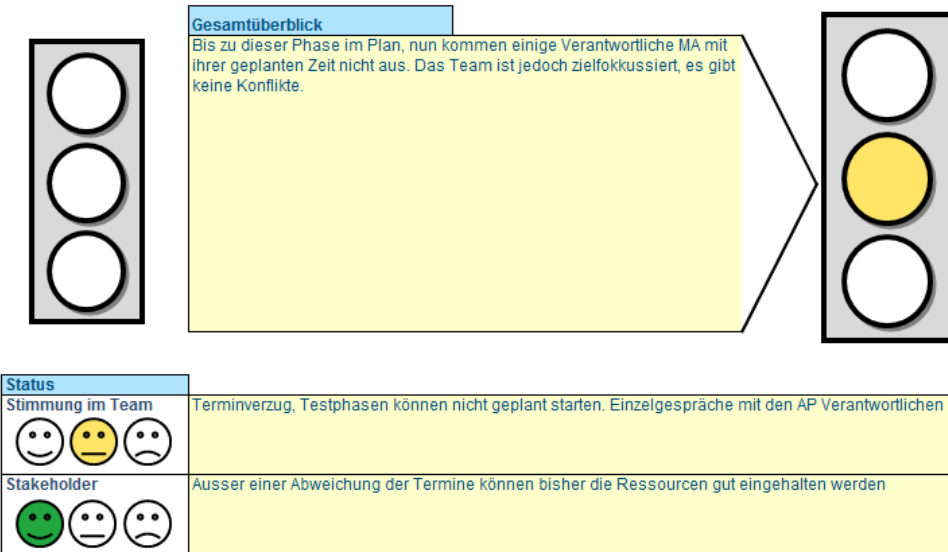 Gesamtüberblick
Bis zu dieser Phase im Plan, nun kommen einige Verantwortliche MA mit
ihrer geplanten Zeit nicht aus. Das Team ist jedoch zielfokkussiert, es gibt
keine Konflikte.
Status
Stimmung im Team
Terminverzug, Testphasen können nicht geplant starten. Einzelgespräche mit den AP Verantwortlichen
Stakeholder
Ausser einer Abweichung der Termine können bisher die Ressourcen gut eingehalten werden